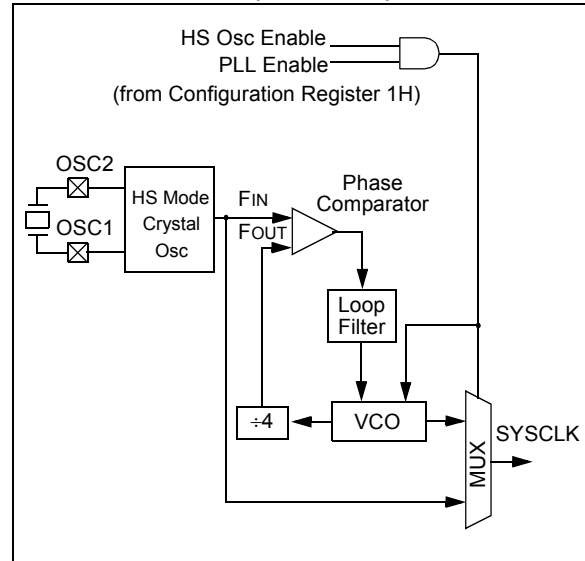 HS Osc Enable
PLL Enable
(from Configuration Register 1H)
OSC2
OSC1
HS Mode
Crystal
Osc
FIN
FOUT
Phase
Comparator
Loop
Filter
÷4
VCO
MUX
SYSCLK